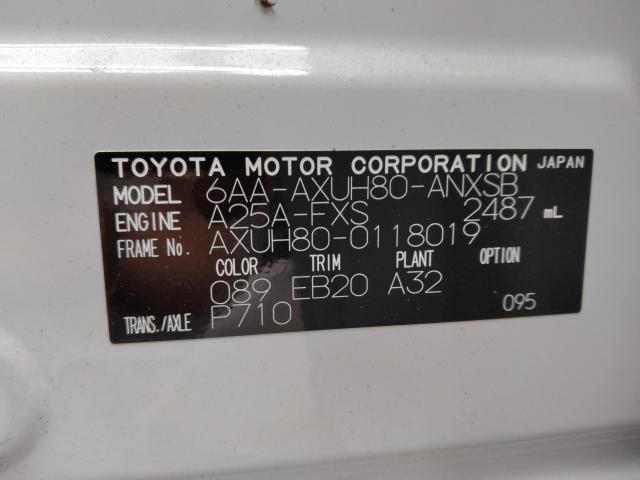 TOYOTA MOTOR CORPORATION JAPAN
MODEL 6AA-AXUH80-ANXSB
ENGINE A25A-FXS 2487 mL
FRAME No. AXUH80-0118019
COLOR TRIM PLANT OPTION
089 EB20 A32
TRANS./AXLE P710 095